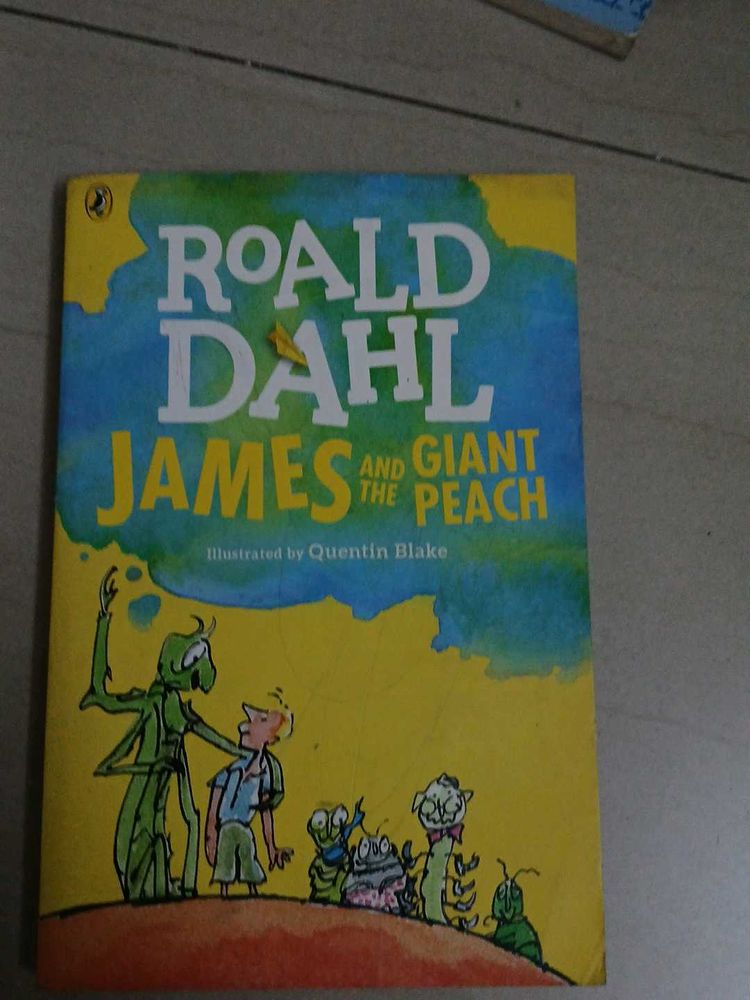 ROALD
DAHL
JAMES AND THE GIANT PEACH
Illustrated by Quentin Blake